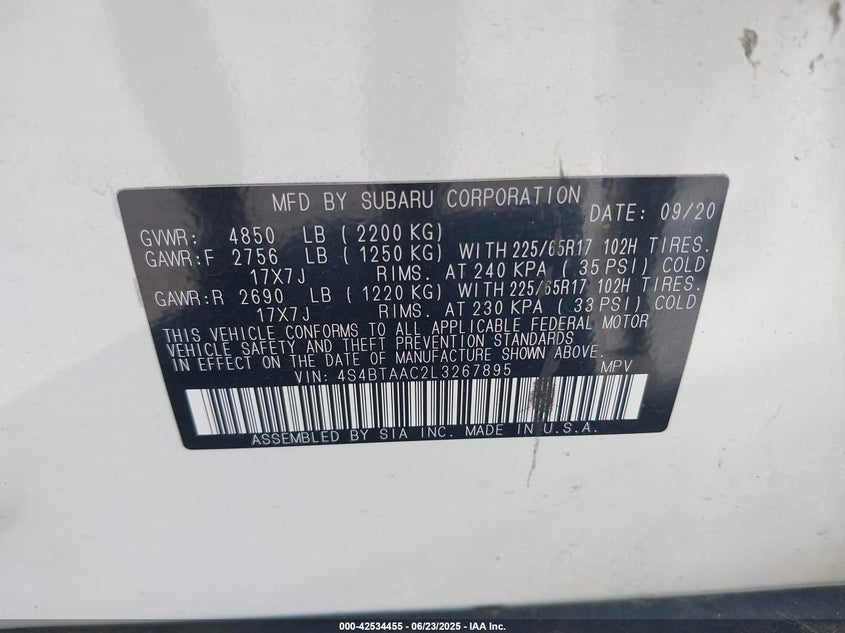 MFD BY SUBARU CORPORATION DATE: 09/20
GVWR: 4850 LB ( 2200 KG)
GAWR:F 2756 LB ( 1250 KG) WITH 225/65R17 102H TIRES.
17X7J RIMS. AT 240 KPA ( 35 PSI) COLD
GAWR:R 2690 LB ( 1220 KG) WITH 225/65R17 102H TIRES.
17X7J RIMS. AT 230 KPA ( 33 PSI) COLD
THIS VEHICLE CONFORMS TO ALL APPLICABLE FEDERAL MOTOR
VEHICLE SAFETY AND THEFT PREVENTION STANDARDS
IN EFFECT ON THE DATE OF MANUFACTURE SHOWN ABOVE.
VIN: 4S4BTAAC2L3267895 MPV
ASSEMBLED BY SIA INC. MADE IN U.S.A.
000-42534455 - 06/23/2025 - IAA Inc.